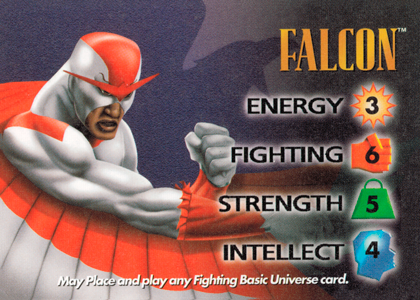 FALCON™
ENERGY 3
FIGHTING 6
STRENGTH 5
INTELLECT 4
May Place and play any Fighting Basic Universe card.